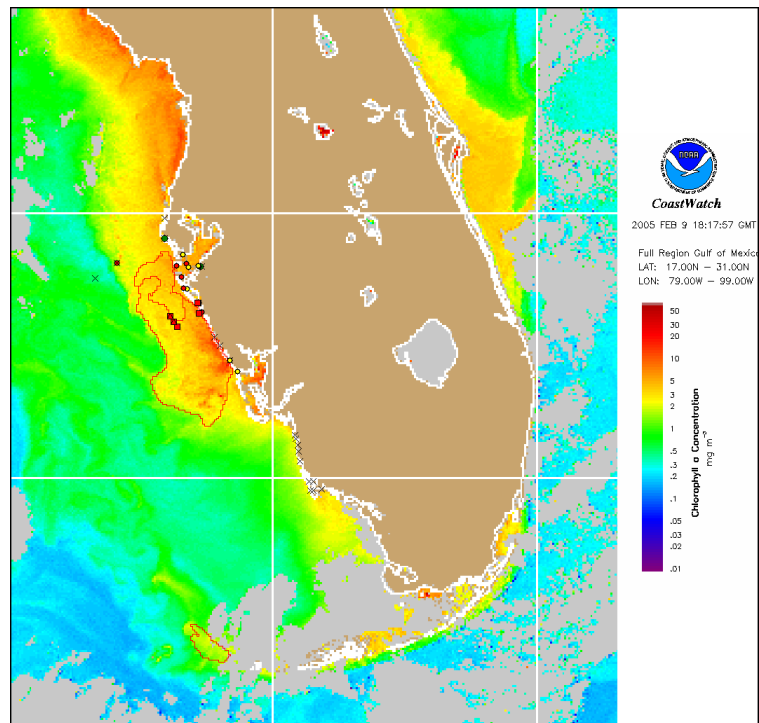 NOAA
CoastWatch
2005 FEB 9 18:17:57 GMT
Full Region Gulf of Mexico
LAT: 17.00N – 31.00N
LON: 79.00W – 99.00W
50
30
20
10
5
3
2
1
.5
.3
.2
.1
.05
.03
.02
.01
Chlorophyll a Concentration
mg m⁻³